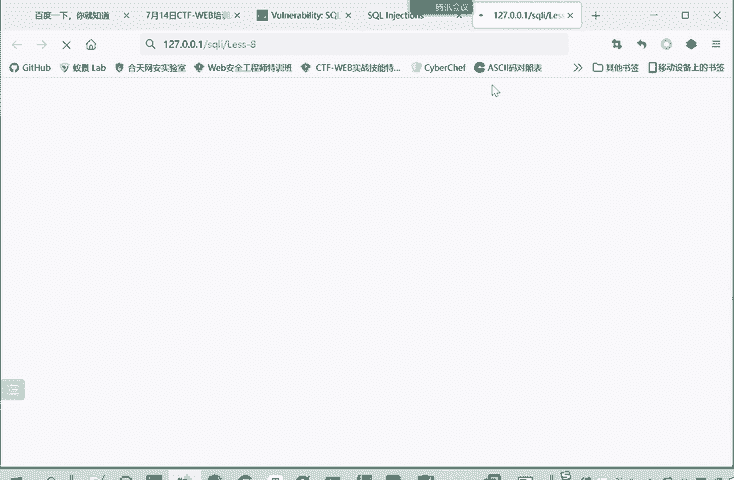 腾讯会议
百度一下，你就知道
7月14日CTF-WEB培训
Vulnerability: SQL
SQL Injections
127.0.0.1/sqli/Less
127.0.0.1/sqli/Less-8
GitHub
蚁景 Lab
合天网安实验室
Web安全工程师特训班
CTF-WEB实战技能特...
CyberChef
ASCII码对照表
其他书签
移动设备上的书签